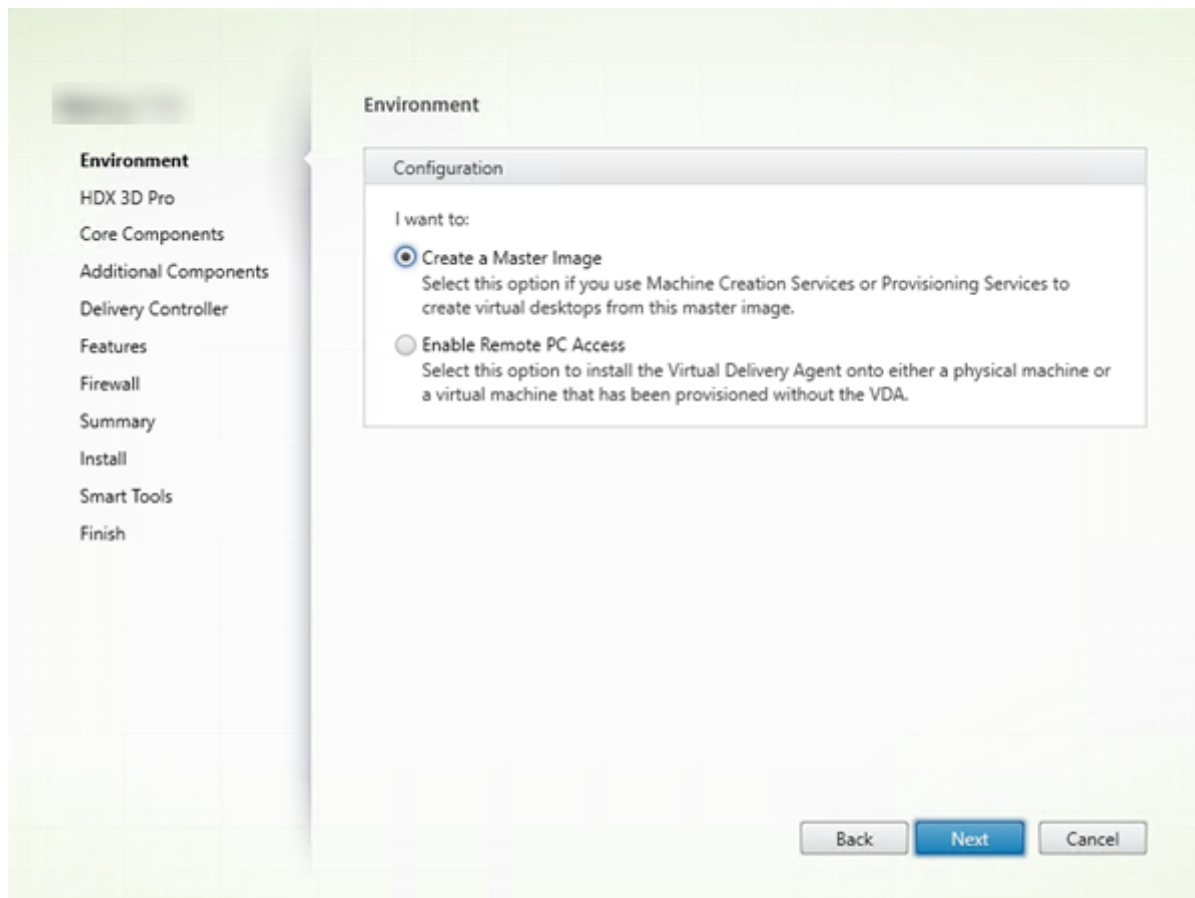 Environment
HDX 3D Pro
Core Components
Additional Components
Delivery Controller
Features
Firewall
Summary
Install
Smart Tools
Finish
Environment
Configuration
I want to:
Create a Master Image
Select this option if you use Machine Creation Services or Provisioning Services to
create virtual desktops from this master image.
Enable Remote PC Access
Select this option to install the Virtual Delivery Agent onto either a physical machine or
a virtual machine that has been provisioned without the VDA.
Back
Next
Cancel